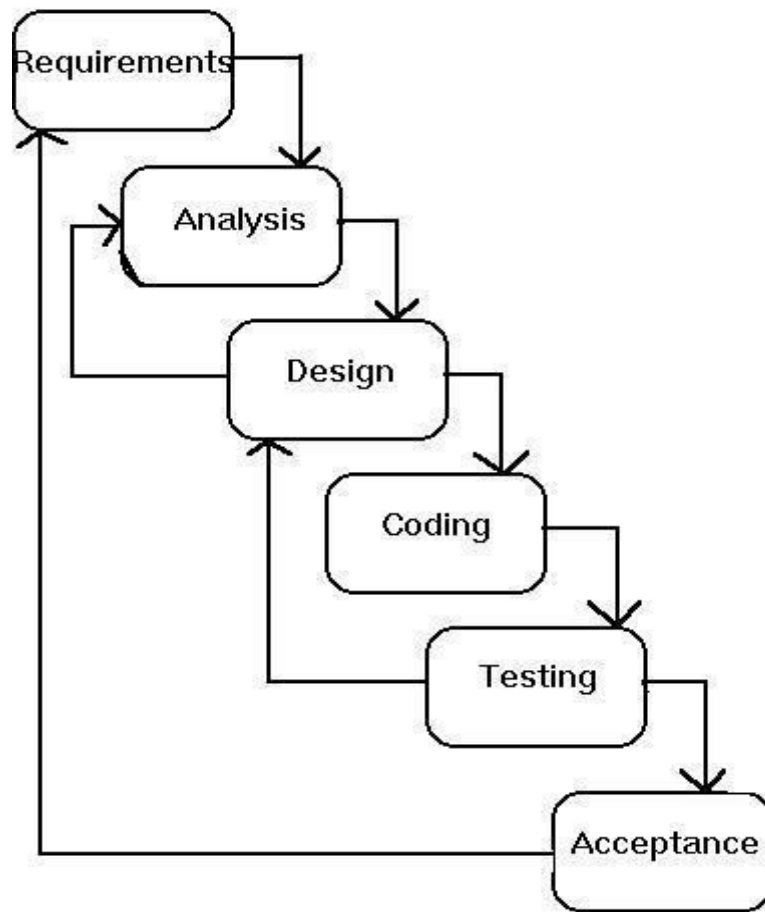 Requirements
Analysis
Design
Coding
Testing
Acceptance